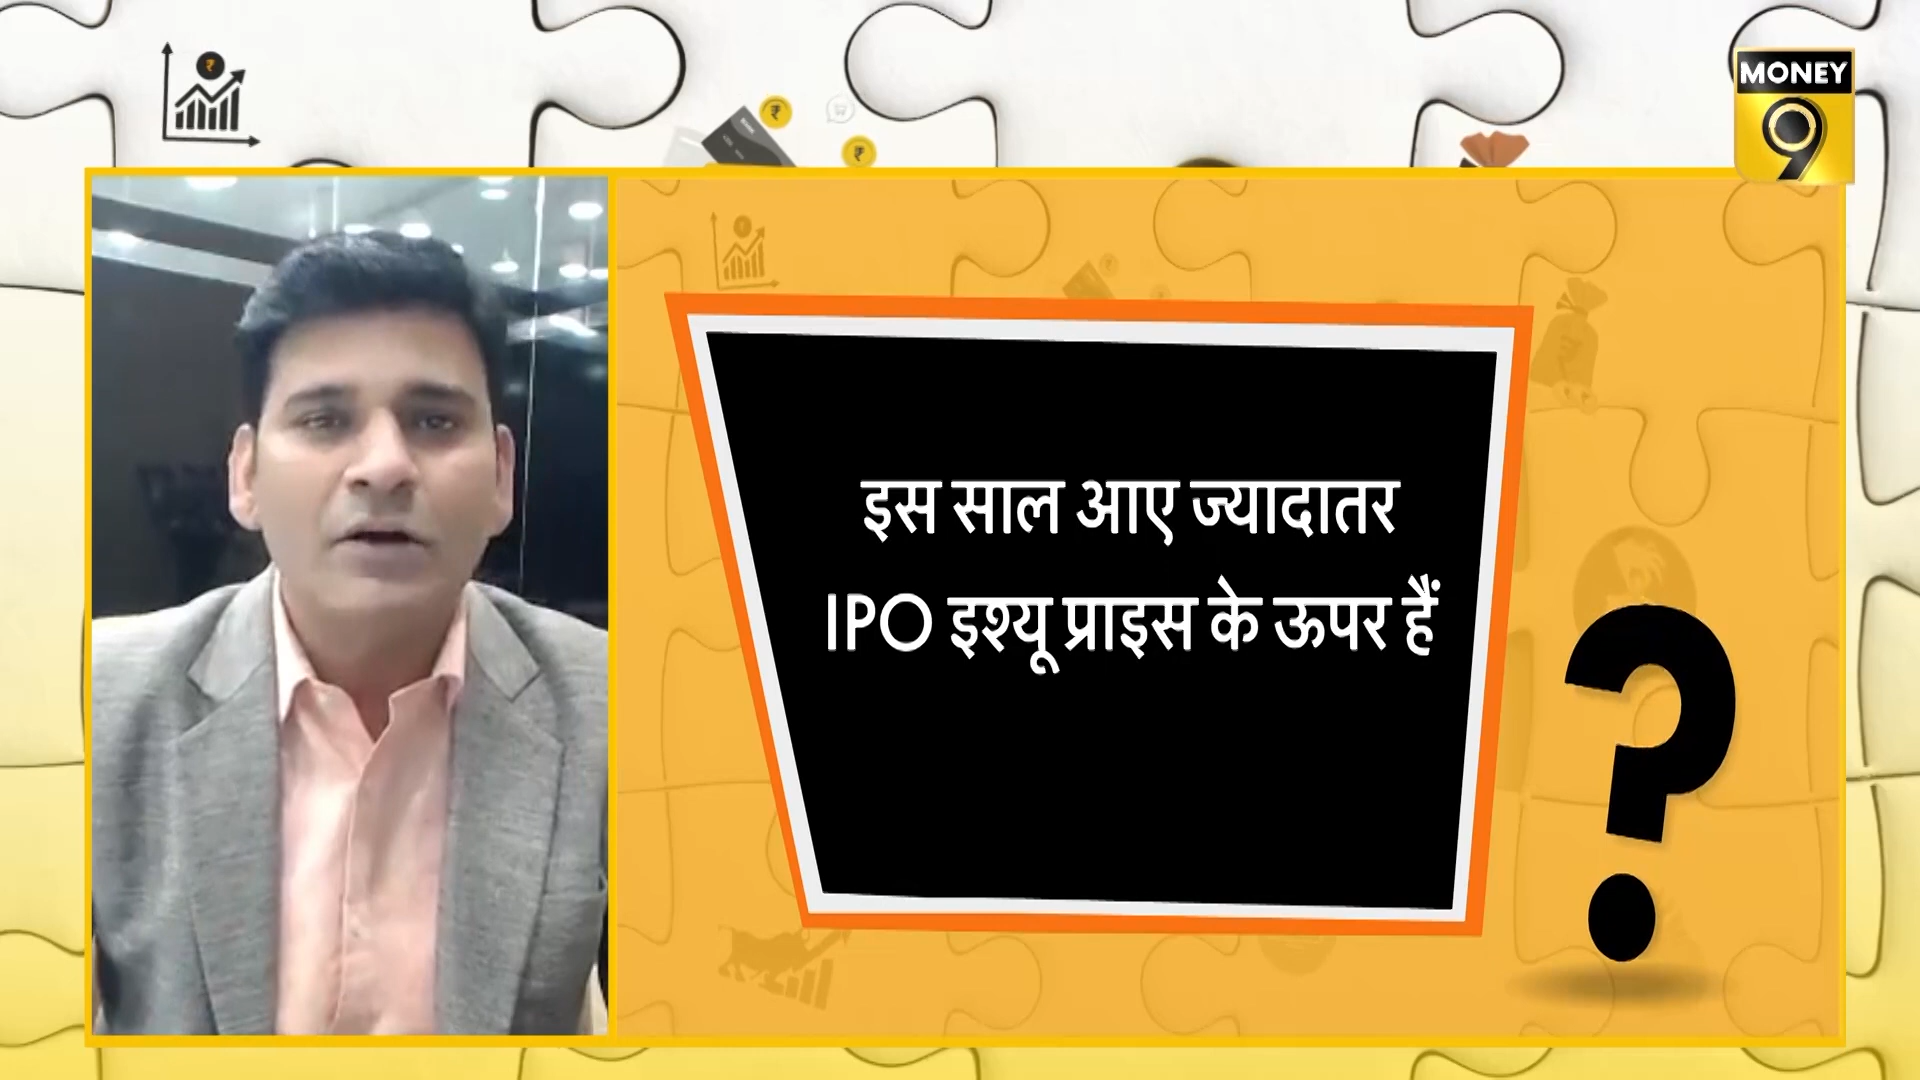 MONEY
9
इस साल आए ज्यादातर
IPO इश्यू प्राइस के ऊपर हैं
?